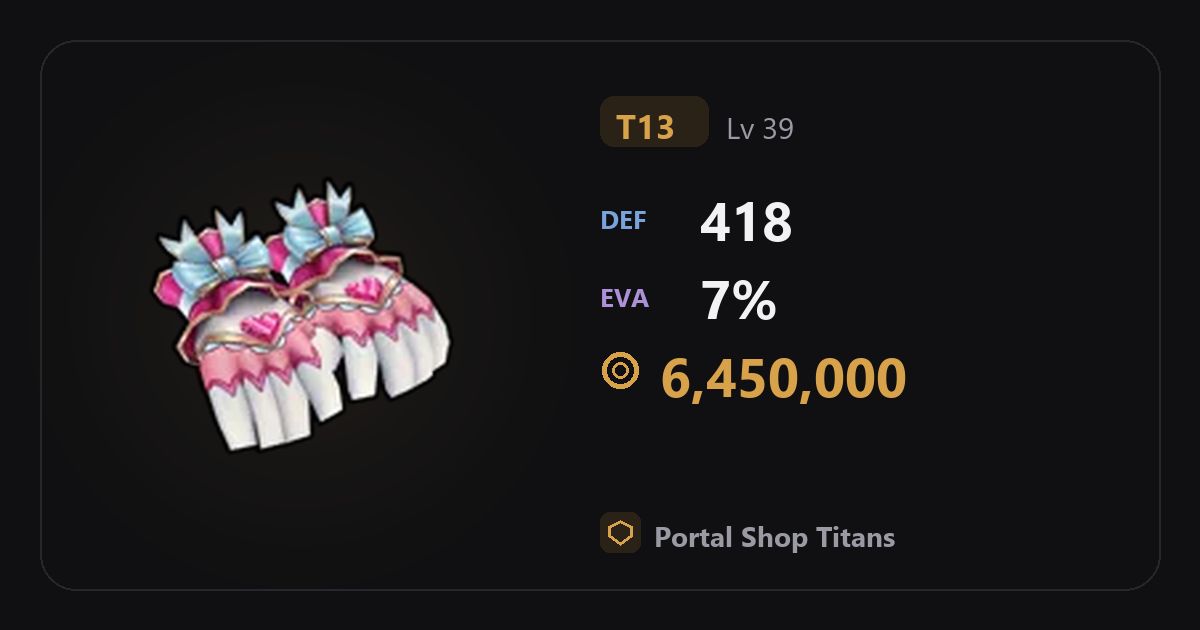 T13 Lv 39
DEF 418
EVA 7%
6,450,000
Portal Shop Titans